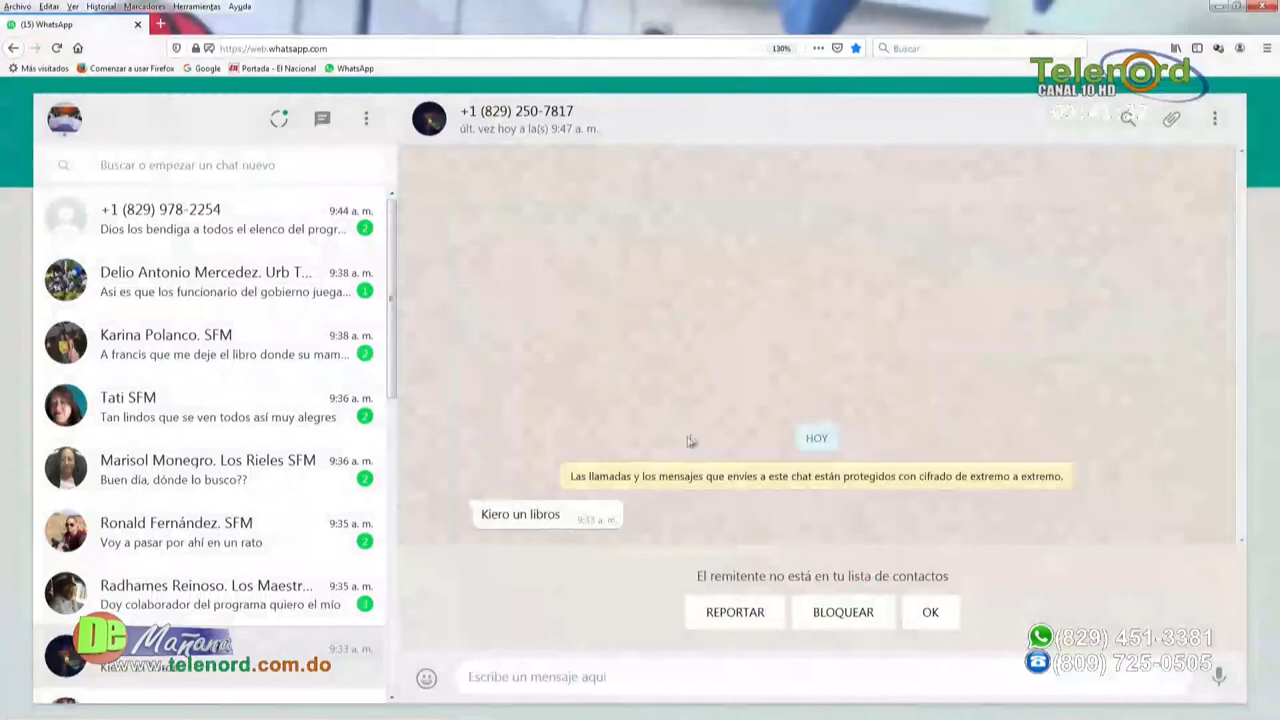 Archivo Editar Ver Historial Marcadores Herramientas Ayuda
(15) WhatsApp
https://web.whatsapp.com
130%
Buscar
Más visitados Comenzar a usar Firefox Google Portada - El Nacional WhatsApp
Telenord
CANAL 10 HD
+1 (829) 250-7817
últ. vez hoy a la(s) 9:47 a. m.
Buscar o empezar un chat nuevo
+1 (829) 978-2254 9:44 a. m.
Dios los bendiga a todos el elenco del progr... 2
Delio Antonio Mercedez. Urb T... 9:38 a. m.
Asi es que los funcionario del gobierno juega... 1
Karina Polanco. SFM 9:38 a. m.
A francis que me deje el libro donde su mam... 2
Tati SFM 9:36 a. m.
Tan lindos que se ven todos así muy alegres 2
Marisol Monegro. Los Rieles SFM 9:36 a. m.
Buen día, dónde lo busco?? 2
Ronald Fernández. SFM 9:35 a. m.
Voy a pasar por ahí en un rato 2
Radhames Reinoso. Los Maestr... 9:35 a. m.
Doy colaborador del programa quiero el mío 3
9:33 a. m.
De Mañana
www.telenord.com.do
HOY
Las llamadas y los mensajes que envíes a este chat están protegidos con cifrado de extremo a extremo.
Kiero un libros 9:33 a. m.
El remitente no está en tu lista de contactos
REPORTAR BLOQUEAR OK
Escribe un mensaje aquí
(829) 451-3381
(809) 725-0505